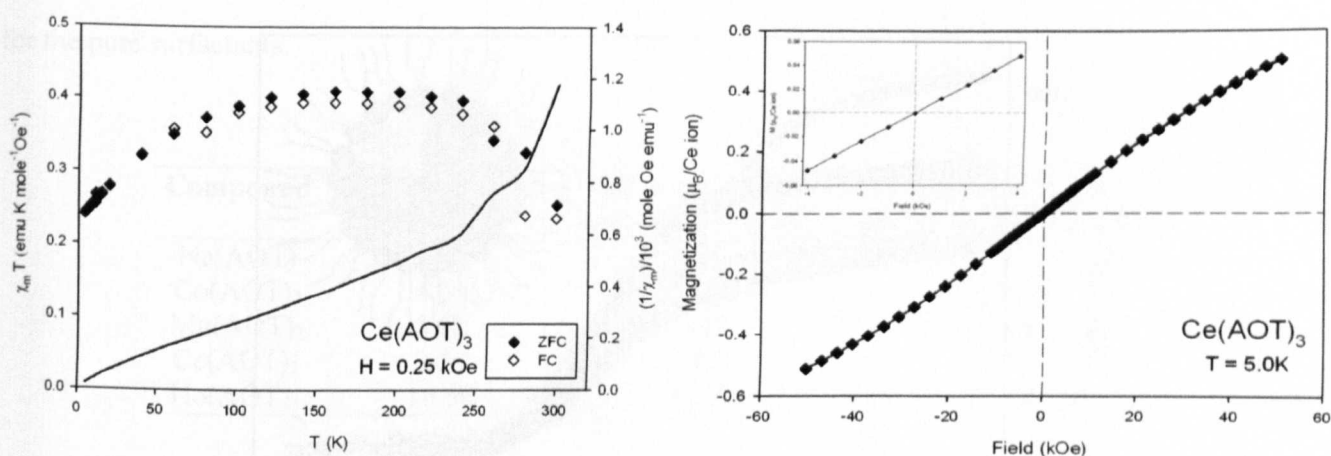 0.5
0.4
0.3
0.2
0.1
0.0
χₘ T (emu K mole⁻¹Oe⁻¹)
0
50
100
150
200
250
300
T (K)
1.4
1.2
1.0
0.8
0.6
0.4
0.2
0.0
(1/χₘ)/10³ (mole Oe emu⁻¹)
Ce(AOT)₃
H = 0.25 kOe
ZFC
FC
0.6
0.4
0.2
0.0
-0.2
-0.4
-0.6
Magnetization (μB/Ce ion)
-60
-40
-20
0
20
40
60
Field (kOe)
Ce(AOT)₃
T = 5.0K
Field (kOe)